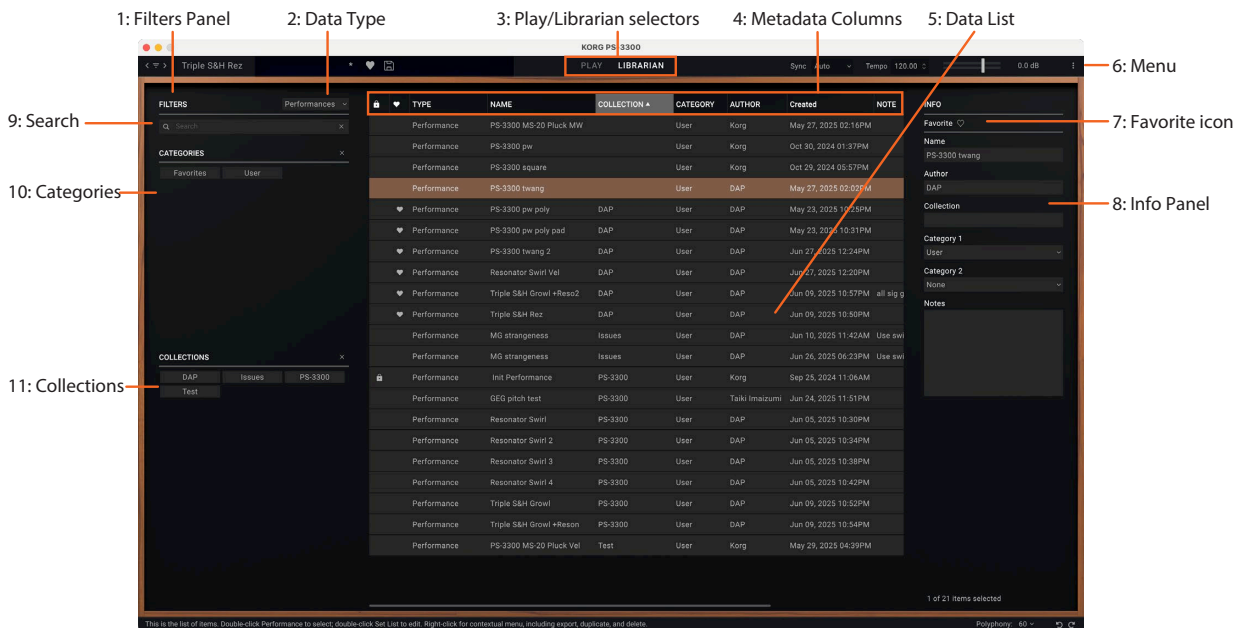 1: Filters Panel
2: Data Type
3: Play/Librarian selectors
4: Metadata Columns
5: Data List
KORG PS-3300
Triple S&H Rez *
PLAY LIBRARIAN
Sync Auto Tempo 120.00 0.0 dB
6: Menu
FILTERS Performances
TYPE NAME COLLECTION ▲ CATEGORY AUTHOR Created NOTE
INFO
9: Search
Search ×
Favorite
7: Favorite icon
CATEGORIES ×
Favorites User
10: Categories
Name
PS-3300 twang
Author
DAP
Collection
8: Info Panel
Category 1
User
Category 2
None
Notes
Performance PS-3300 MS-20 Pluck MW User Korg May 27, 2025 02:16PM
Performance PS-3300 pw User Korg Oct 30, 2024 01:37PM
Performance PS-3300 square User Korg Oct 29, 2024 05:57PM
Performance PS-3300 twang User DAP May 27, 2025 02:02PM
Performance PS-3300 pw poly DAP User DAP May 23, 2025 10:25PM
Performance PS-3300 pw poly pad DAP User DAP May 23, 2025 10:31PM
Performance PS-3300 twang 2 DAP User DAP Jun 27, 2025 12:24PM
Performance Resonator Swirl Vel DAP User DAP Jun 27, 2025 12:20PM
Performance Triple S&H Growl +Reso2 DAP User DAP Jun 09, 2025 10:57PM all sig g
Performance Triple S&H Rez DAP User DAP Jun 09, 2025 10:50PM
Performance MG strangeness Issues User DAP Jun 10, 2025 11:42AM Use swi
Performance MG strangeness Issues User DAP Jun 26, 2025 06:23PM Use swi
Performance Init Performance PS-3300 User Korg Sep 25, 2024 11:06AM
Performance GEG pitch test PS-3300 User Taiki Imaizumi Jun 24, 2025 11:51PM
Performance Resonator Swirl PS-3300 User DAP Jun 05, 2025 10:30PM
Performance Resonator Swirl 2 PS-3300 User DAP Jun 05, 2025 10:34PM
Performance Resonator Swirl 3 PS-3300 User DAP Jun 05, 2025 10:38PM
Performance Resonator Swirl 4 PS-3300 User DAP Jun 05, 2025 10:42PM
Performance Triple S&H Growl PS-3300 User DAP Jun 09, 2025 10:52PM
Performance Triple S&H Growl +Reson PS-3300 User DAP Jun 09, 2025 10:54PM
Performance PS-3300 MS-20 Pluck Vel Test User Korg May 29, 2025 04:39PM
COLLECTIONS ×
11: Collections
DAP Issues PS-3300
Test
1 of 21 items selected
This is the list of items. Double-click Performance to select; double-click Set List to edit. Right-click for contextual menu, including export, duplicate, and delete.
Polyphony: 60